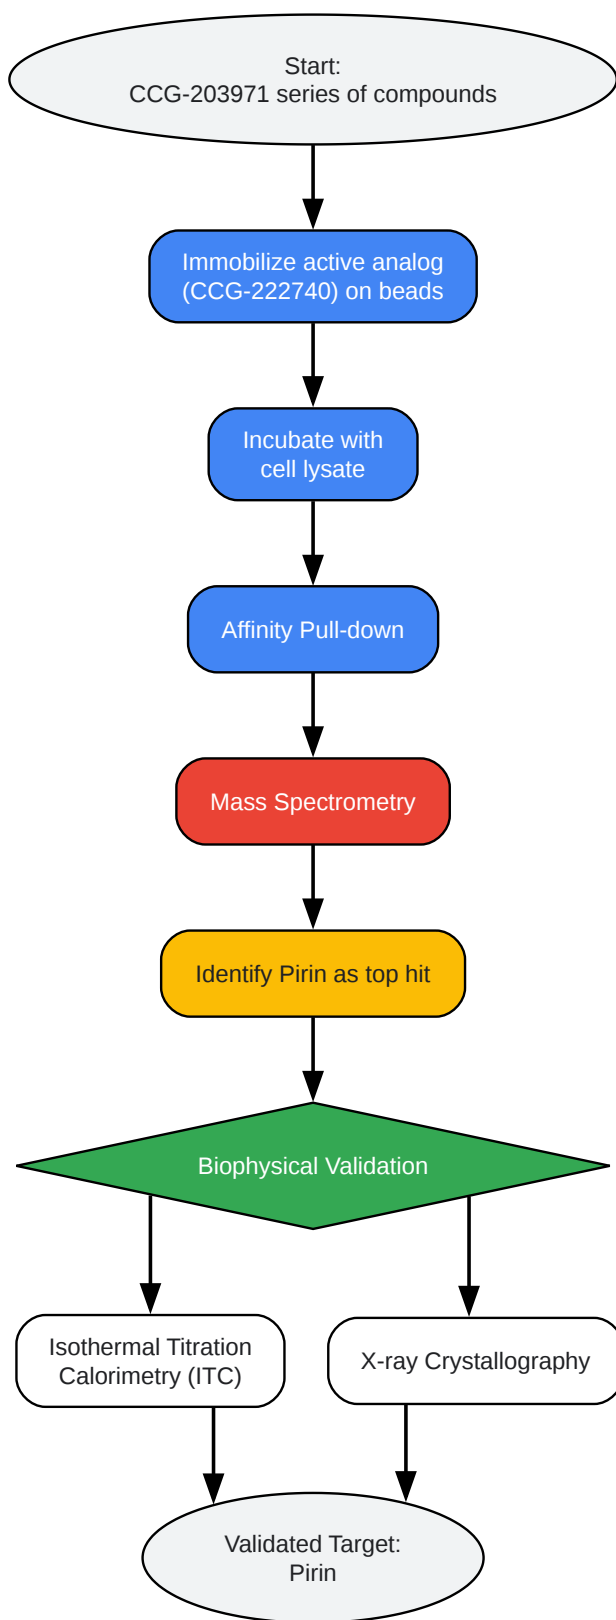 Start:
CCG-203971 series of compounds
Immobilize active analog
(CCG-222740) on beads
Incubate with
cell lysate
Affinity Pull-down
Mass Spectrometry
Identify Pirin as top hit
Biophysical Validation
Isothermal Titration
Calorimetry (ITC)
X-ray Crystallography
Validated Target:
Pirin